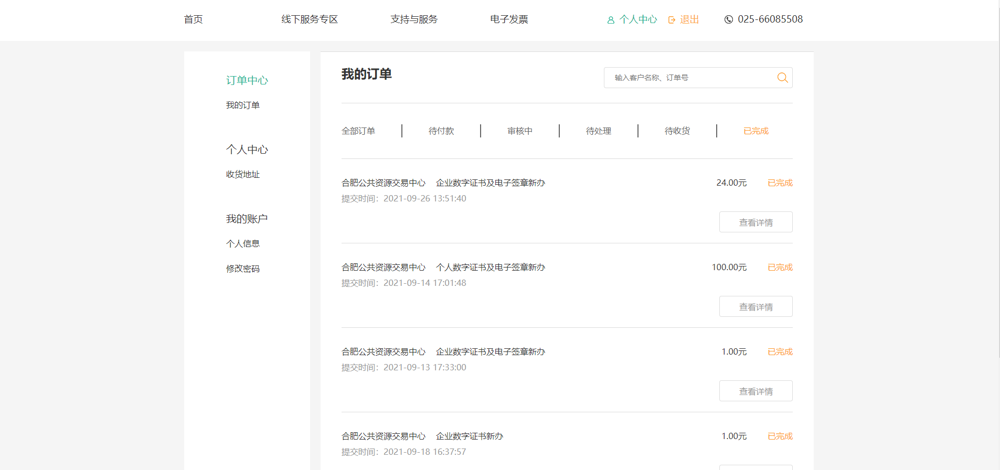 首页 线下服务专区 支持与服务 电子发票 个人中心 退出 025-66085508
订单中心
我的订单
个人中心
收货地址
我的账户
个人信息
修改密码
我的订单
输入客户名称、订单号
全部订单 待付款 审核中 待处理 待收货 已完成
合肥公共资源交易中心 企业数字证书及电子签章新办 24.00元 已完成
提交时间：2021-09-26 13:51:40
查看详情
合肥公共资源交易中心 个人数字证书及电子签章新办 100.00元 已完成
提交时间：2021-09-14 17:01:48
查看详情
合肥公共资源交易中心 企业数字证书及电子签章新办 1.00元 已完成
提交时间：2021-09-13 17:33:00
查看详情
合肥公共资源交易中心 企业数字证书新办 1.00元 已完成
提交时间：2021-09-18 16:37:57